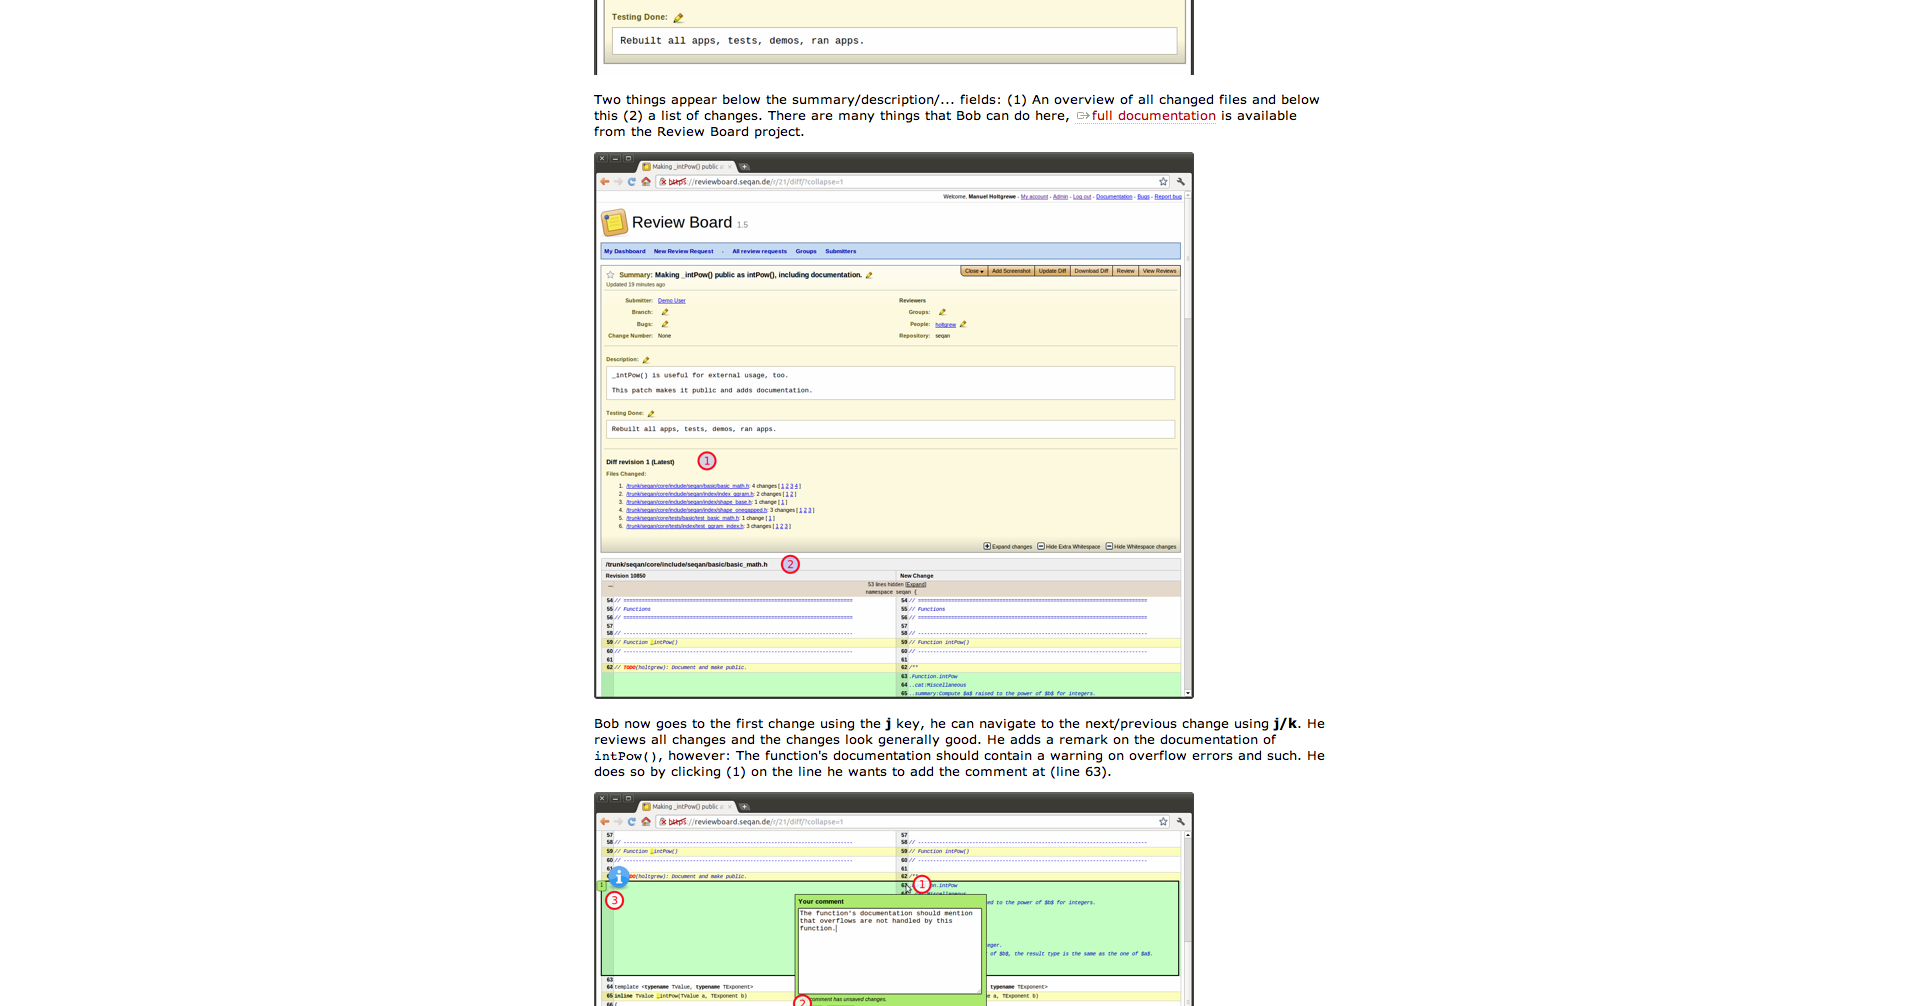 Testing Done:
Rebuilt all apps, tests, demos, ran apps.
Two things appear below the summary/description/... fields: (1) An overview of all changed files and below
this (2) a list of changes. There are many things that Bob can do here, full documentation is available
from the Review Board project.
Making _intPow() public a
https://reviewboard.seqan.de/r/21/diff/?collapse=1
Welcome, Manuel Holtgrewe - My account - Admin - Log out - Documentation - Bugs - Report bug
Review Board 1.5
My Dashboard New Review Request - All review requests Groups Submitters
Summary: Making _intPow() public as intPow(), including documentation.
Close Add Screenshot Update Diff Download Diff Review View Reviews
Updated 19 minutes ago
Submitter: Demo User Reviewers
Branch: Groups:
Bugs: People: holtgrew
Change Number: None Repository: seqan
Description:
_intPow() is useful for external usage, too.
This patch makes it public and adds documentation.
Testing Done:
Rebuilt all apps, tests, demos, ran apps.
Diff revision 1 (Latest) 1
Files Changed:
1. /trunk/seqan/core/include/seqan/basic/basic_math.h: 4 changes [ 1 2 3 4 ]
2. /trunk/seqan/core/include/seqan/index/index_qgram.h: 2 changes [ 1 2 ]
3. /trunk/seqan/core/include/seqan/index/shape_base.h: 1 change [ 1 ]
4. /trunk/seqan/core/include/seqan/index/shape_onegapped.h: 3 changes [ 1 2 3 ]
5. /trunk/seqan/core/tests/basic/test_basic_math.h: 1 change [ 1 ]
6. /trunk/seqan/core/tests/index/test_qgram_index.h: 3 changes [ 1 2 3 ]
Expand changes Hide Extra Whitespace Hide Whitespace changes
/trunk/seqan/core/include/seqan/basic/basic_math.h 2
Revision 10850 New Change
... 53 lines hidden [Expand]
namespace seqan {
54 // ============================================================================ 54 // ============================================================================
55 // Functions 55 // Functions
56 // ============================================================================ 56 // ============================================================================
57 57
58 // ---------------------------------------------------------------------------- 58 // ----------------------------------------------------------------------------
59 // Function _intPow() 59 // Function intPow()
60 // ---------------------------------------------------------------------------- 60 // ----------------------------------------------------------------------------
61 61
62 // TODO(holtgrew): Document and make public. 62 /**
63 .Function.intPow
64 ..cat:Miscellaneous
65 ..summary:Compute $a$ raised to the power of $b$ for integers.
Bob now goes to the first change using the j key, he can navigate to the next/previous change using j/k. He
reviews all changes and the changes look generally good. He adds a remark on the documentation of
intPow(), however: The function's documentation should contain a warning on overflow errors and such. He
does so by clicking (1) on the line he wants to add the comment at (line 63).
Making _intPow() public a
https://reviewboard.seqan.de/r/21/diff/?collapse=1
57 57
58 // ---------------------------------------------------------------------------- 58 // ----------------------------------------------------------------------------
59 // Function _intPow() 59 // Function intPow()
60 // ---------------------------------------------------------------------------- 60 // ----------------------------------------------------------------------------
61 61
DO(holtgrew): Document and make public. 62 /**
1 63 1 n.intPow
3
Your comment
ed to the power of $b$ for integers.
The function's documentation should mention
that overflows are not handled by this
function.
eger.
of $b$, the result type is the same as the one of $a$.
63
64 template <typename TValue, typename TExponent> typename TExponent>
65 inline TValue _intPow(TValue a, TExponent b) e a, TExponent b)
2 comment has unsaved changes.
66 {